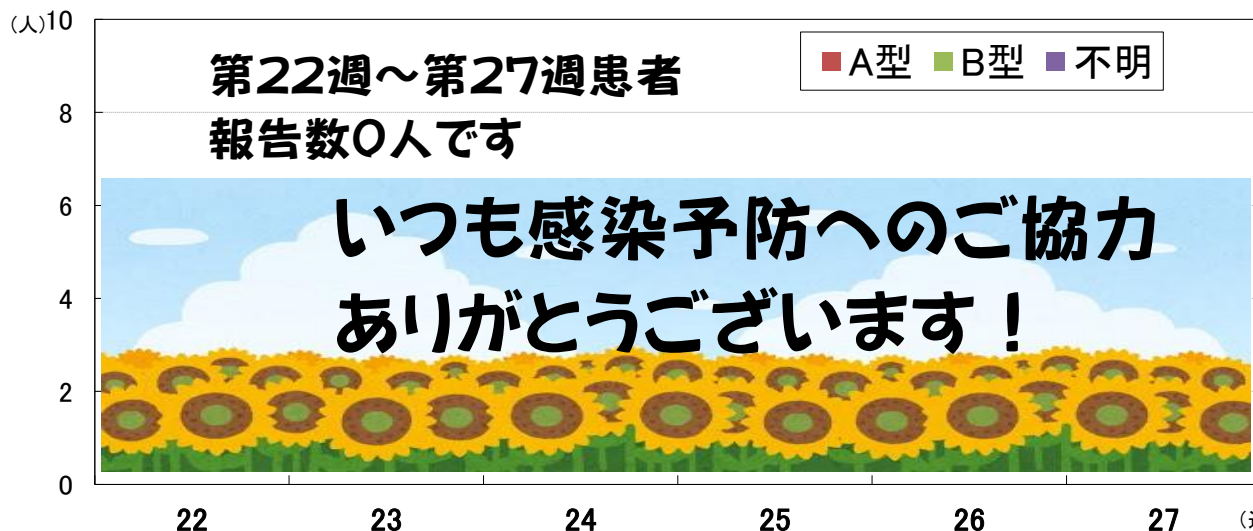 (人)
10
A型 B型 不明
第22週～第27週患者
報告数0人です
8
いつも感染予防へのご協力
ありがとうございます！
6
4
2
0
22 23 24 25 26 27